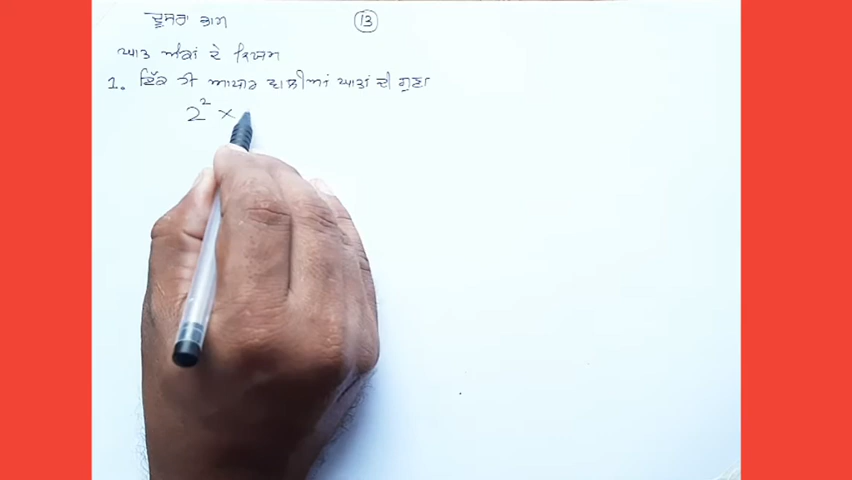 ਦੂਸਰਾ ਭਾਗ 13
ਘਾਤ ਅੰਕਾਂ ਦੇ ਨਿਯਮ
1. ਇੱਕ ਹੀ ਆਧਾਰ ਵਾਲੀਆਂ ਘਾਤਾਂ ਦੀ ਗੁਣਾ
2² ×